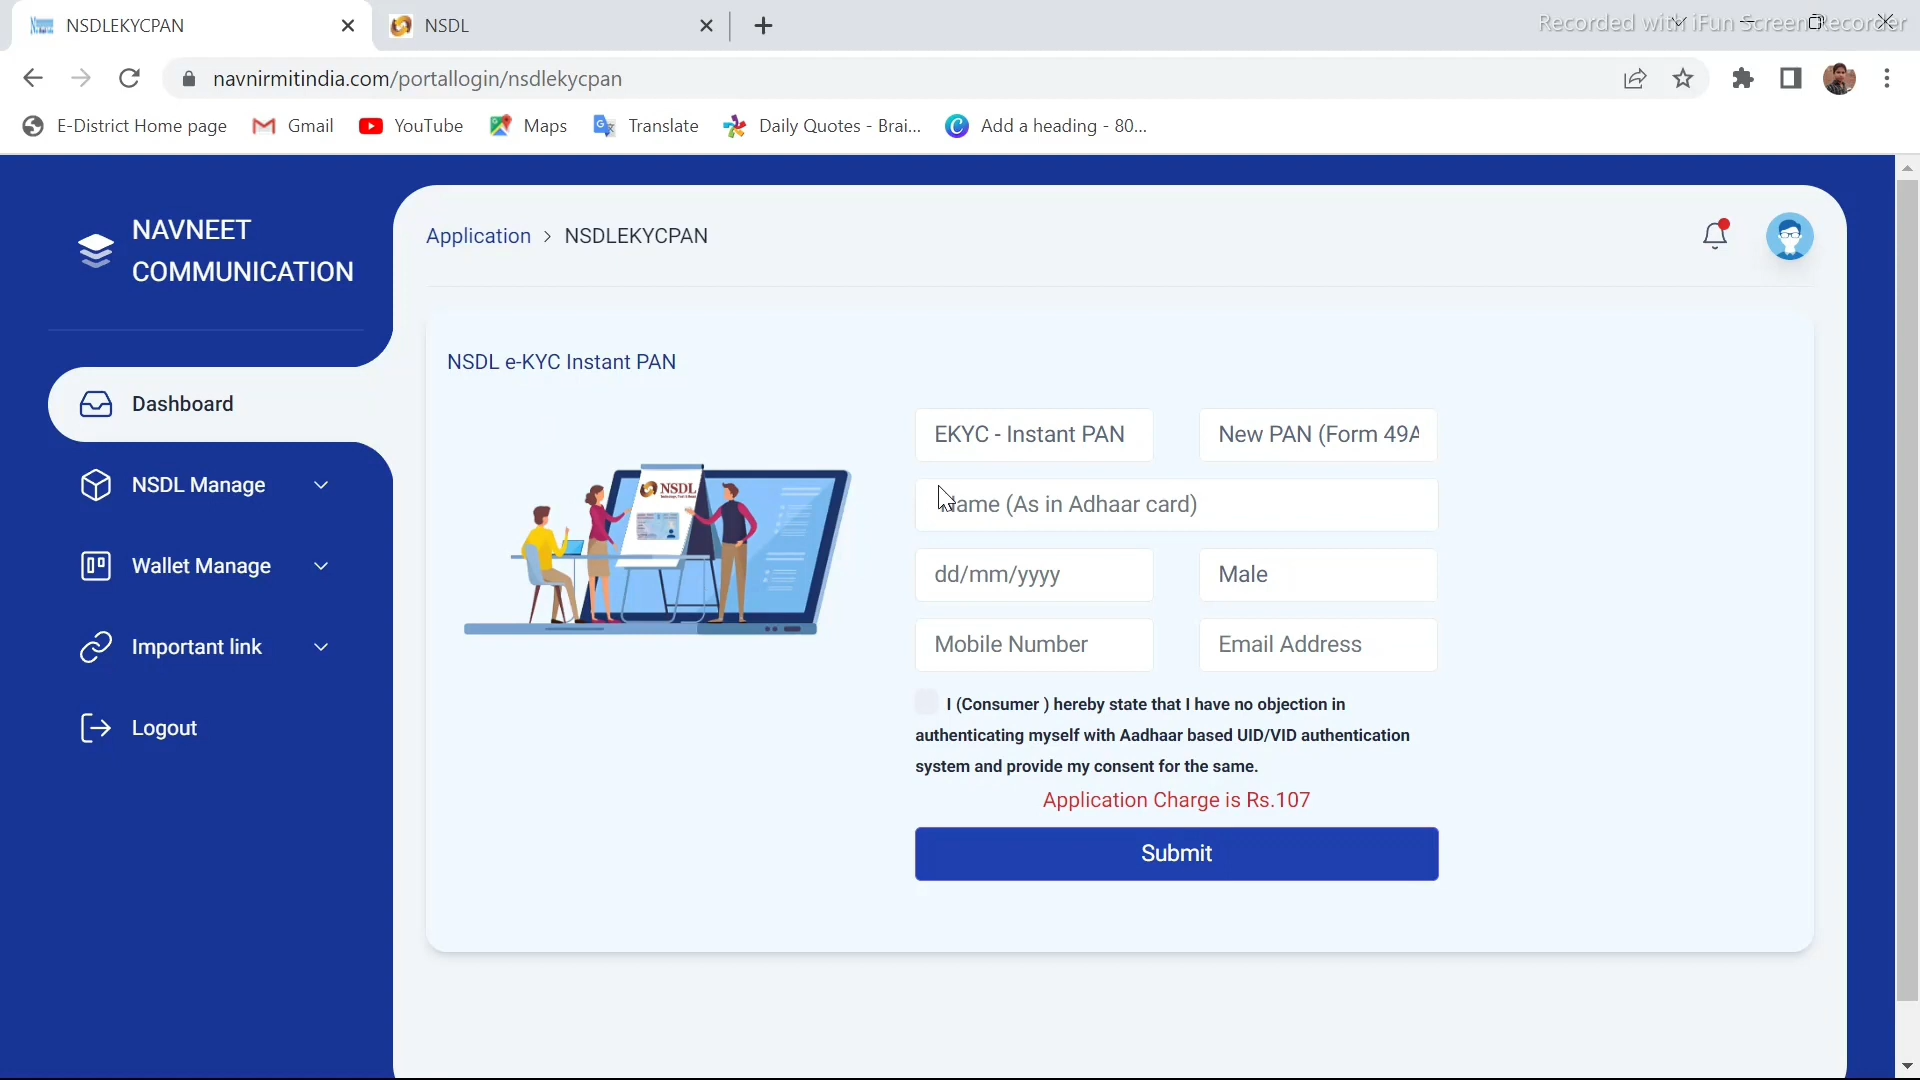 NSDLEKYCPAN
NSDL
Recorded with iFun Screen Recorder
navnirmitindia.com/portallogin/nsdlekycpan
E-District Home page
Gmail
YouTube
Maps
Translate
Daily Quotes - Brai...
Add a heading - 80...
NAVNEET
COMMUNICATION
Application > NSDLEKYCPAN
Dashboard
NSDL Manage
Wallet Manage
Important link
Logout
NSDL e-KYC Instant PAN
NSDL
EKYC - Instant PAN
New PAN (Form 49A
Name (As in Adhaar card)
dd/mm/yyyy
Male
Mobile Number
Email Address
I (Consumer ) hereby state that I have no objection in
authenticating myself with Aadhaar based UID/VID authentication
system and provide my consent for the same.
Application Charge is Rs.107
Submit